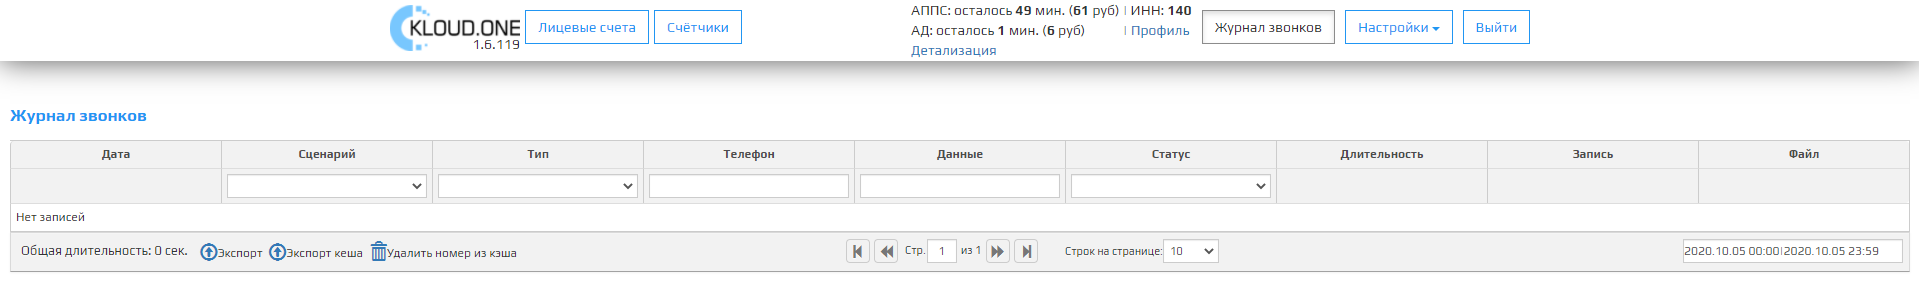 KLOUD.ONE
1.6.119
Лицевые счета
Счётчики
АППС: осталось 49 мин. (61 руб) | ИНН: 140
АД: осталось 1 мин. (6 руб) | Профиль
Детализация
Журнал звонков
Настройки
Выйти
Журнал звонков
Дата Сценарий Тип Телефон Данные Статус Длительность Запись Файл
Нет записей
Общая длительность: 0 сек. Экспорт Экспорт кеша Удалить номер из кэша Стр. 1 из 1 Строк на странице: 10 2020.10.05 00:00|2020.10.05 23:59